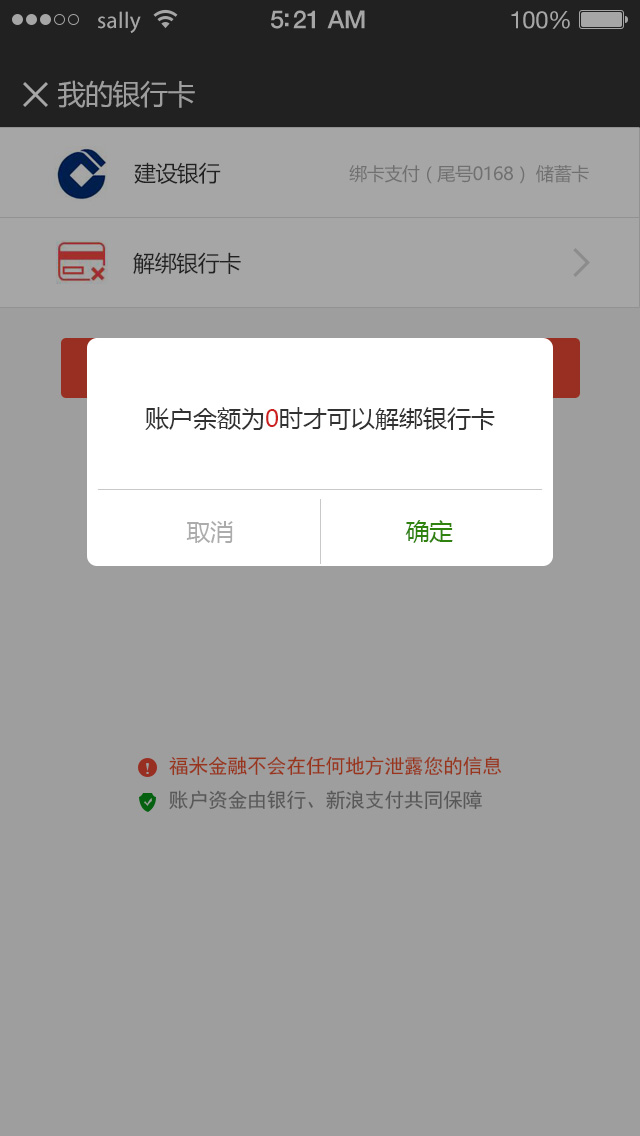 sally 5:21 AM 100%
我的银行卡
建设银行 绑卡支付（尾号0168）储蓄卡
解绑银行卡
账户余额为0时才可以解绑银行卡
取消 确定
福米金融不会在任何地方泄露您的信息
账户资金由银行、新浪支付共同保障